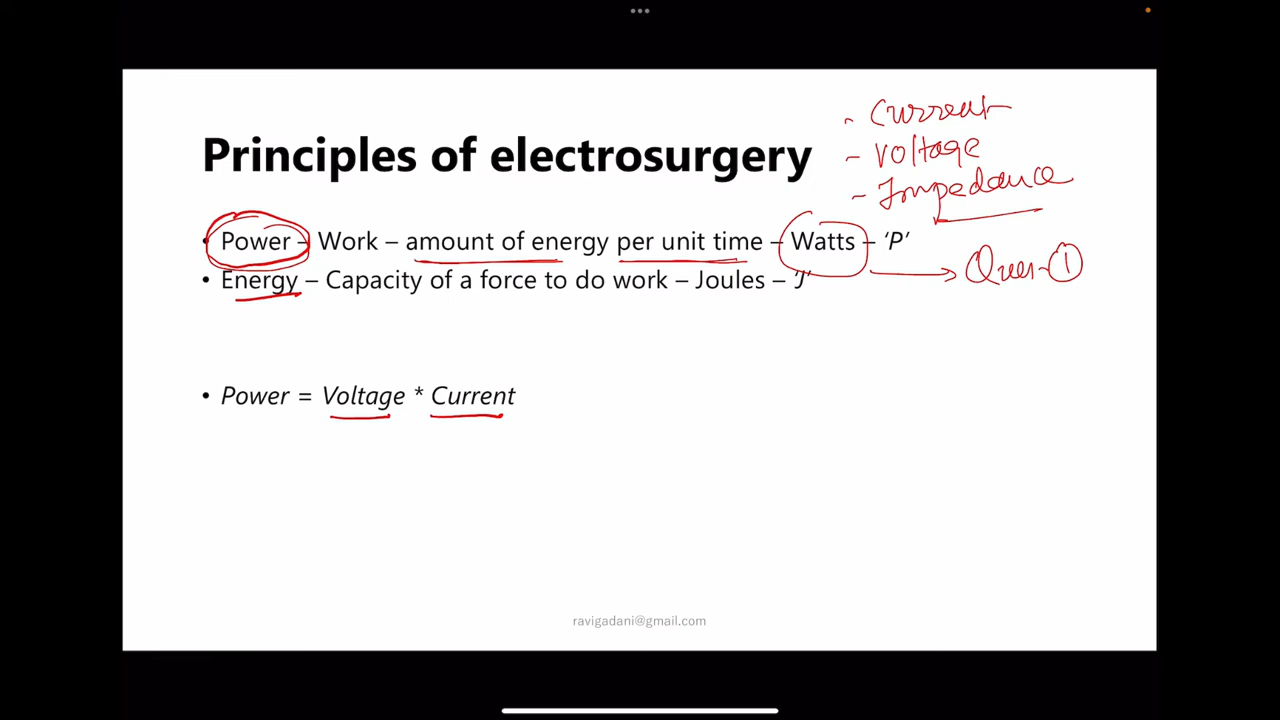 - Current
Principles of electrosurgery
- Voltage
- Impedance
• Power – Work – amount of energy per unit time – Watts – ‘P’
• Energy – Capacity of a force to do work – Joules – ‘J’
Ques-①
• Power = Voltage * Current
ravigadani@gmail.com